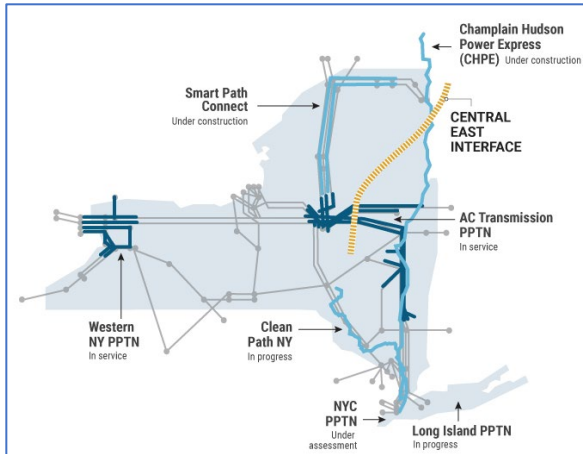 Champlain Hudson
Power Express
(CHPE) Under construction
Smart Path
Connect
Under construction
CENTRAL
EAST
INTERFACE
AC Transmission
PPTN
In service
Western
NY PPTN
In service
Clean
Path NY
In progress
NYC
PPTN
Under
assessment
Long Island PPTN
In progress